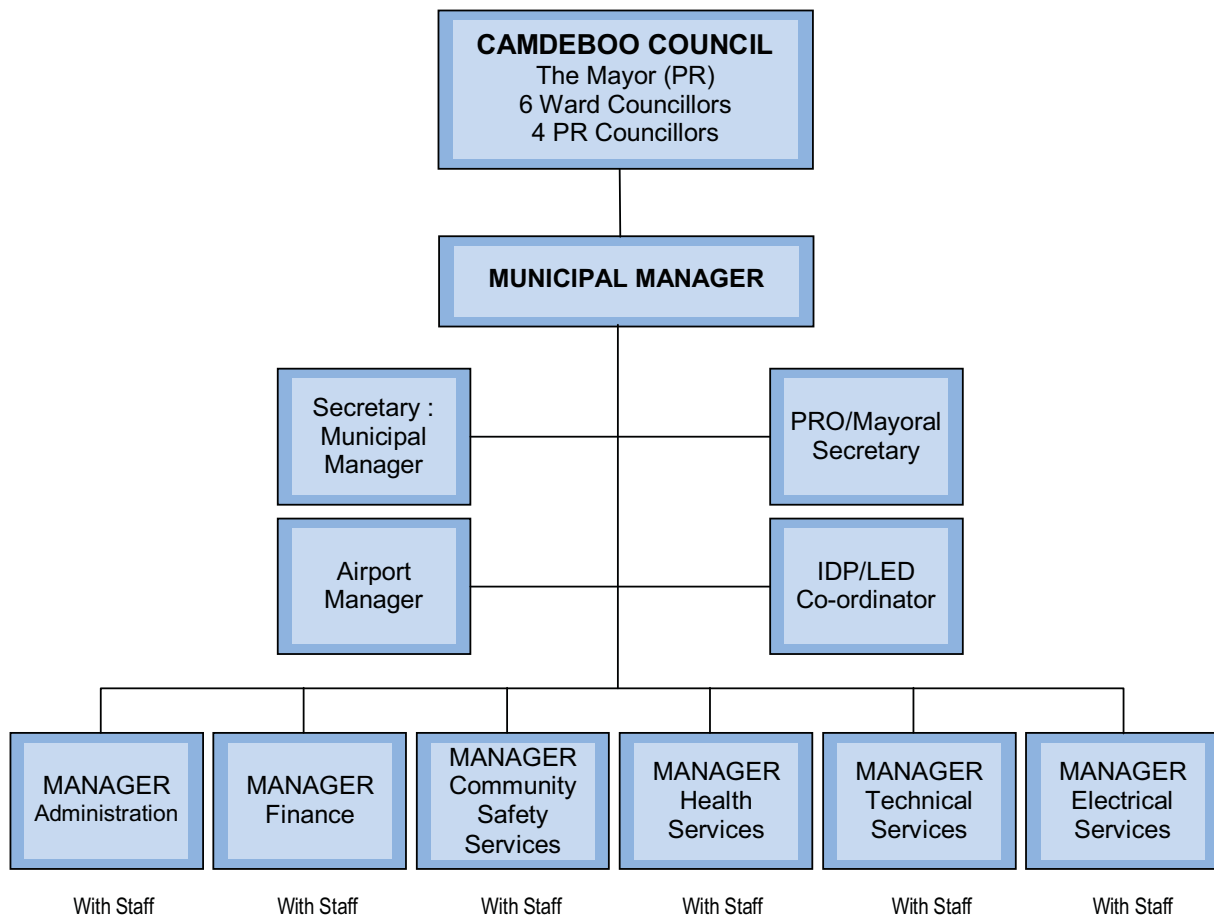 CAMDEBOO COUNCIL
The Mayor (PR)
6 Ward Councillors
4 PR Councillors
MUNICIPAL MANAGER
Secretary :
Municipal
Manager
PRO/Mayoral
Secretary
Airport
Manager
IDP/LED
Co-ordinator
MANAGER
Administration
MANAGER
Finance
MANAGER
Community
Safety
Services
MANAGER
Health
Services
MANAGER
Technical
Services
MANAGER
Electrical
Services
With Staff
With Staff
With Staff
With Staff
With Staff
With Staff